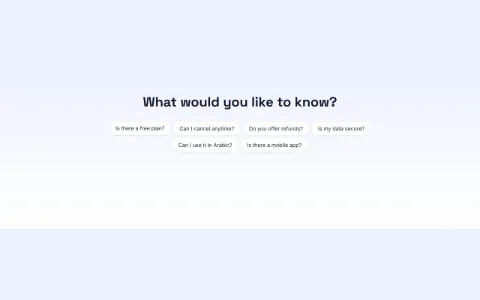 What would you like to know?
Is there a free plan? Can I cancel anytime? Do you offer refunds? Is my data secure?
Can I use it in Arabic? Is there a mobile app?